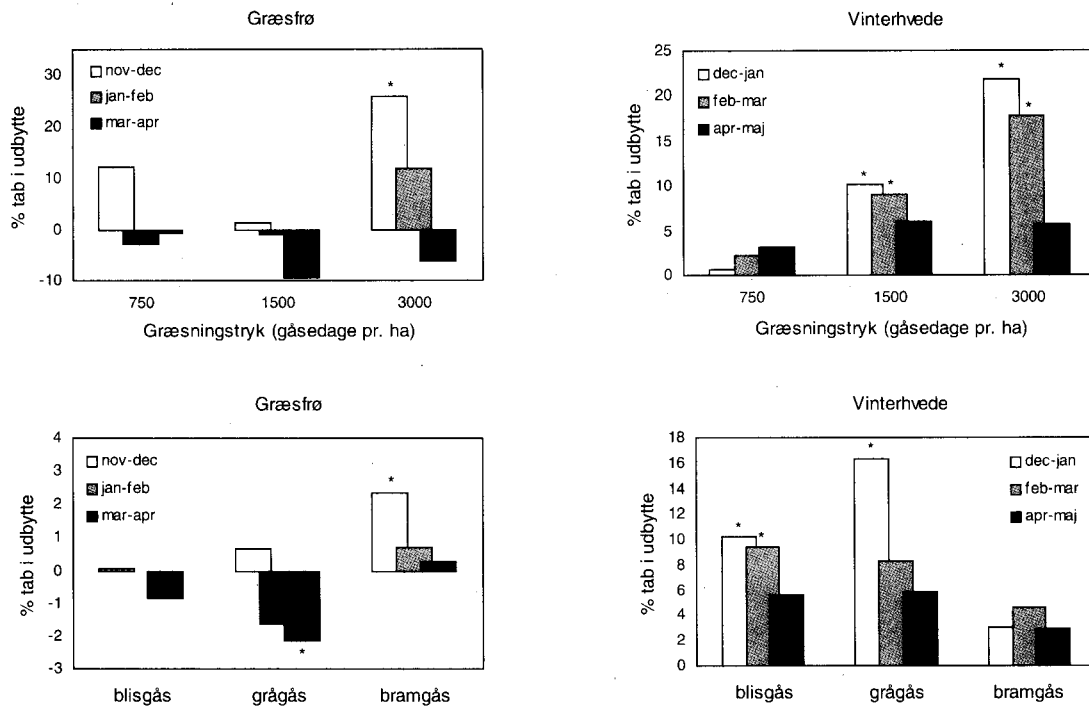 Græsfrø
% tab i udbytte
30
20
10
0
-10
nov-dec
jan-feb
mar-apr
*
750 1500 3000
Græsningstryk (gåsedage pr. ha)
Vinterhvede
% tab i udbytte
25
20
15
10
5
0
dec-jan
feb-mar
apr-maj
* * * *
750 1500 3000
Græsningstryk (gåsedage pr. ha)
Græsfrø
% tab i udbytte
4
3
2
1
0
-1
-2
-3
nov-dec
jan-feb
mar-apr
* *
blisgås grågås bramgås
Vinterhvede
% tab i udbytte
18
16
14
12
10
8
6
4
2
0
dec-jan
feb-mar
apr-maj
* * *
blisgås grågås bramgås